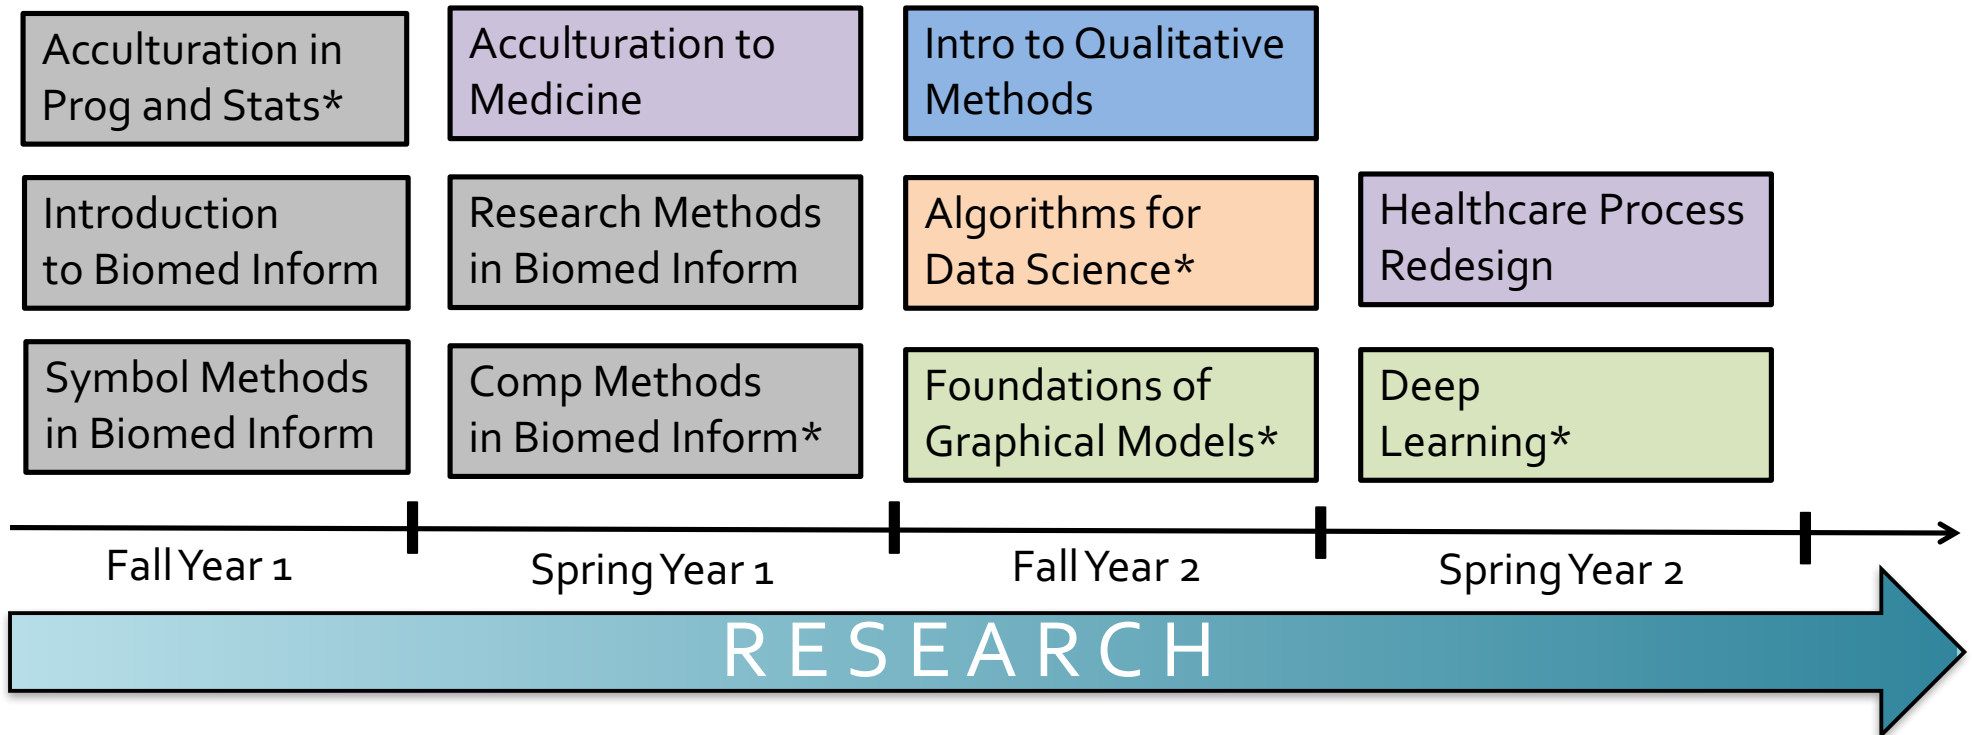 Acculturation in
Prog and Stats*
Acculturation to
Medicine
Intro to Qualitative
Methods
Introduction
to Biomed Inform
Research Methods
in Biomed Inform
Algorithms for
Data Science*
Healthcare Process
Redesign
Symbol Methods
in Biomed Inform
Comp Methods
in Biomed Inform*
Foundations of
Graphical Models*
Deep
Learning*
Fall Year 1
Spring Year 1
Fall Year 2
Spring Year 2
RESEARCH